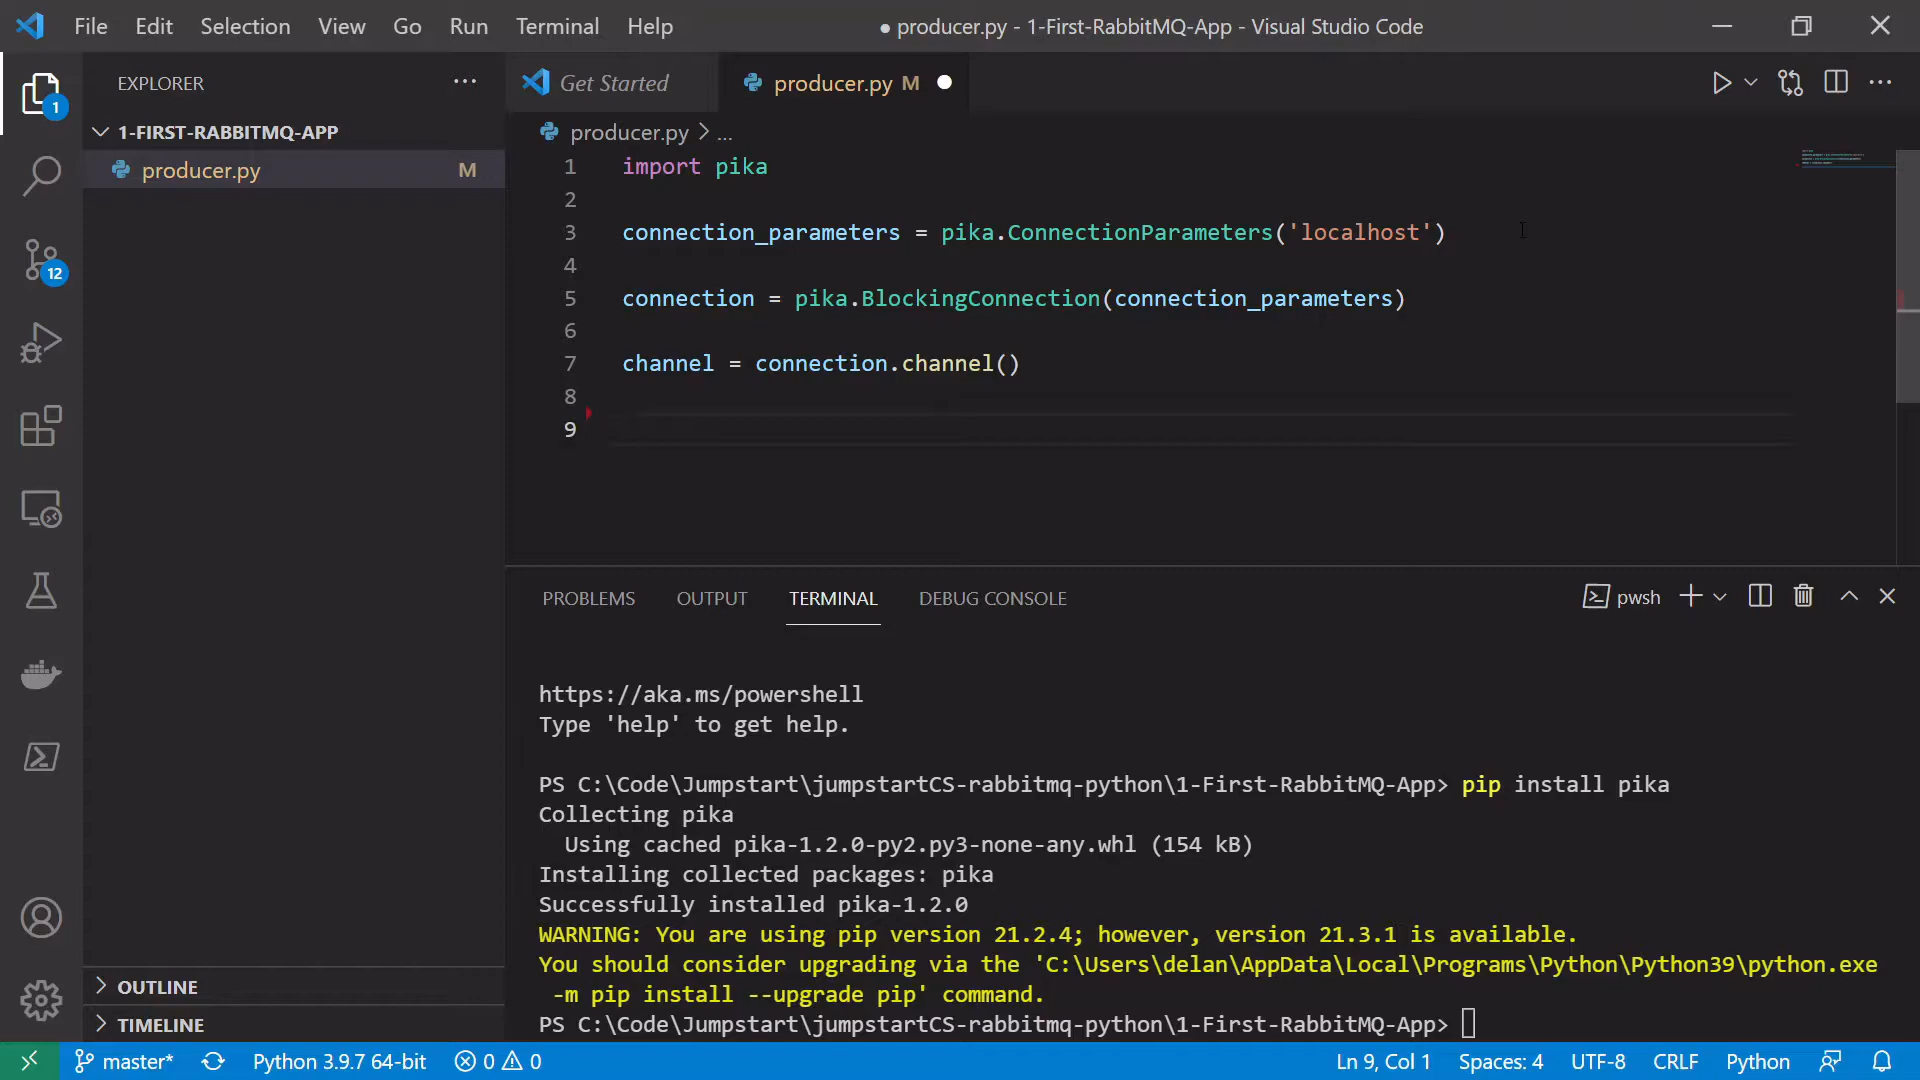 File Edit Selection View Go Run Terminal Help ● producer.py - 1-First-RabbitMQ-App - Visual Studio Code
EXPLORER ···
Get Started
producer.py M
1
1-FIRST-RABBITMQ-APP
producer.py M
producer.py > ...
12
1 import pika
2
3 connection_parameters = pika.ConnectionParameters('localhost')
4
5 connection = pika.BlockingConnection(connection_parameters)
6
7 channel = connection.channel()
8
9
PROBLEMS OUTPUT TERMINAL DEBUG CONSOLE pwsh
https://aka.ms/powershell
Type 'help' to get help.
PS C:\Code\Jumpstart\jumpstartCS-rabbitmq-python\1-First-RabbitMQ-App> pip install pika
Collecting pika
Using cached pika-1.2.0-py2.py3-none-any.whl (154 kB)
Installing collected packages: pika
Successfully installed pika-1.2.0
WARNING: You are using pip version 21.2.4; however, version 21.3.1 is available.
You should consider upgrading via the 'C:\Users\delan\AppData\Local\Programs\Python\Python39\python.exe
-m pip install --upgrade pip' command.
PS C:\Code\Jumpstart\jumpstartCS-rabbitmq-python\1-First-RabbitMQ-App>
OUTLINE
TIMELINE
master* Python 3.9.7 64-bit 0 0 Ln 9, Col 1 Spaces: 4 UTF-8 CRLF Python